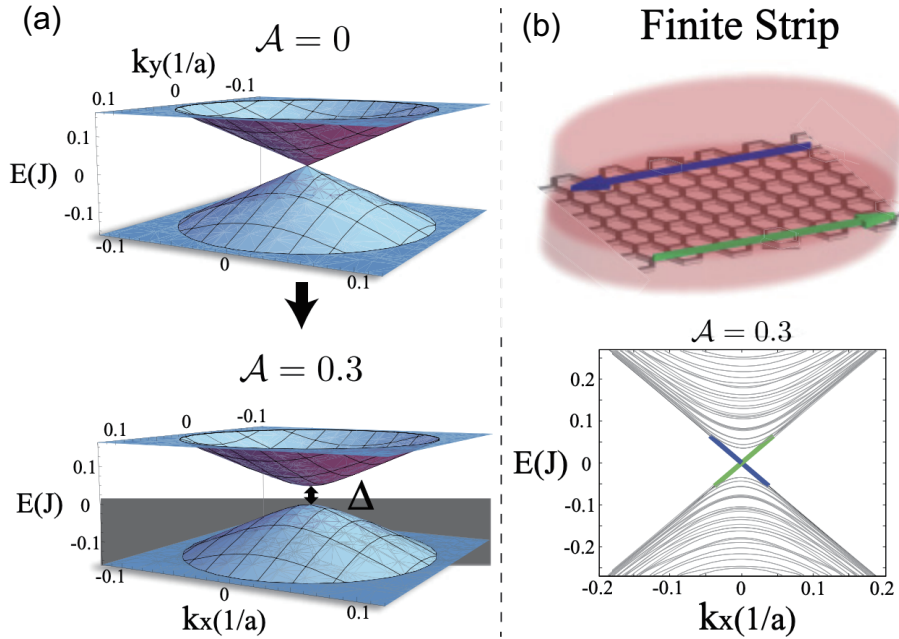 (a)
𝒜 = 0
ky(1/a)
0.1
0
-0.1
0.1
E(J)
0
-0.1
-0.1
0
0.1
𝒜 = 0.3
0.1
0
-0.1
0.1
E(J)
0
Δ
-0.1
-0.1
0
0.1
kx(1/a)
(b)
Finite Strip
𝒜 = 0.3
0.2
0.1
E(J)
0
-0.1
-0.2
-0.2
-0.1
0
0.1
0.2
kx(1/a)